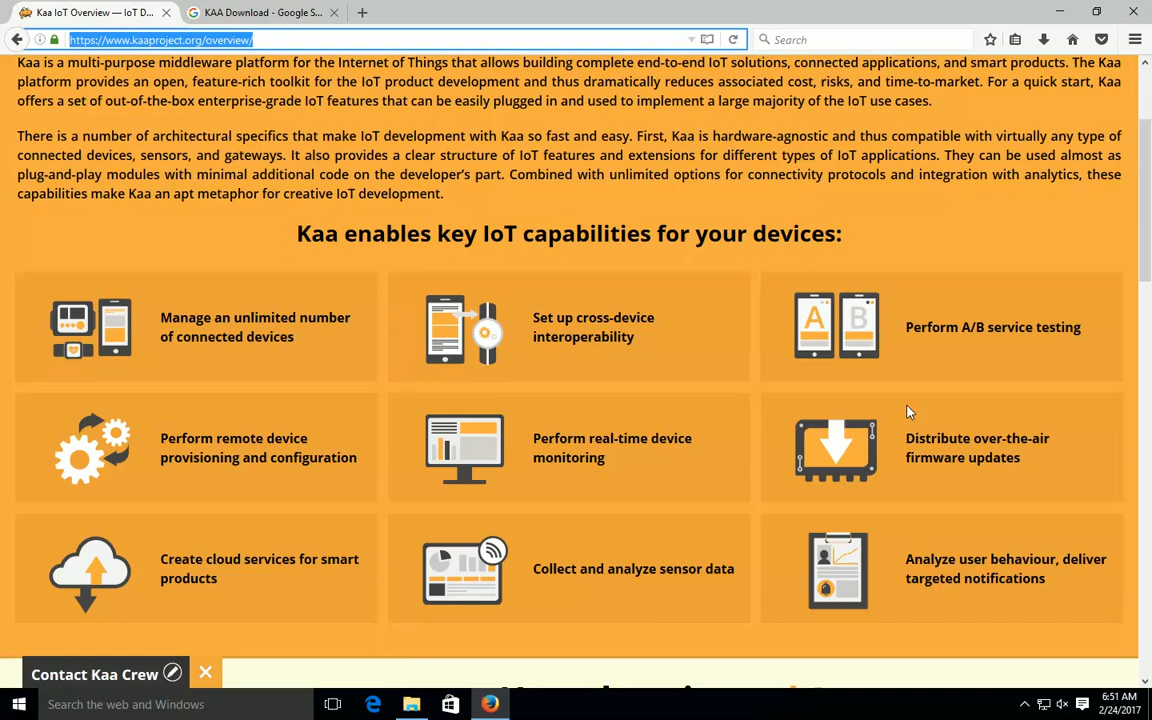 Kaa IoT Overview — IoT D...
KAA Download - Google S...
https://www.kaaproject.org/overview/
Search
Kaa is a multi-purpose middleware platform for the Internet of Things that allows building complete end-to-end IoT solutions, connected applications, and smart products. The Kaa
platform provides an open, feature-rich toolkit for the IoT product development and thus dramatically reduces associated cost, risks, and time-to-market. For a quick start, Kaa
offers a set of out-of-the-box enterprise-grade IoT features that can be easily plugged in and used to implement a large majority of the IoT use cases.
There is a number of architectural specifics that make IoT development with Kaa so fast and easy. First, Kaa is hardware-agnostic and thus compatible with virtually any type of
connected devices, sensors, and gateways. It also provides a clear structure of IoT features and extensions for different types of IoT applications. They can be used almost as
plug-and-play modules with minimal additional code on the developer's part. Combined with unlimited options for connectivity protocols and integration with analytics, these
capabilities make Kaa an apt metaphor for creative IoT development.
Kaa enables key IoT capabilities for your devices:
Manage an unlimited number
of connected devices
Set up cross-device
interoperability
A B
Perform A/B service testing
Perform remote device
provisioning and configuration
Perform real-time device
monitoring
Distribute over-the-air
firmware updates
Create cloud services for smart
products
Collect and analyze sensor data
Analyze user behaviour, deliver
targeted notifications
Contact Kaa Crew
Search the web and Windows
6:51 AM
2/24/2017